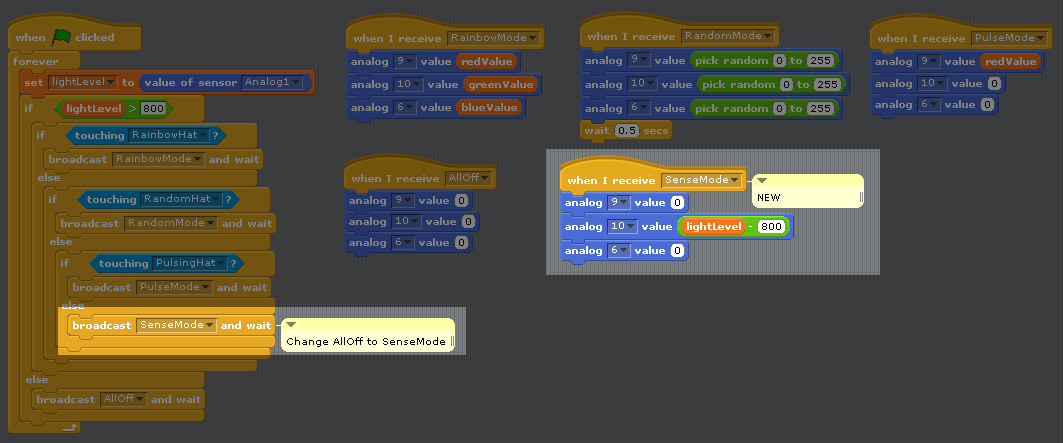 when clicked
forever
set lightLevel to value of sensor Analog1
if lightLevel > 800
if touching RainbowHat ?
broadcast RainbowMode and wait
else
if touching RandomHat ?
broadcast RandomMode and wait
else
if touching PulsingHat ?
broadcast PulseMode and wait
else
broadcast SenseMode and wait
Change AllOff to SenseMode
else
broadcast AllOff and wait
when I receive RainbowMode
analog 9 value redValue
analog 10 value greenValue
analog 6 value blueValue
when I receive AllOff
analog 9 value 0
analog 10 value 0
analog 6 value 0
when I receive RandomMode
analog 9 value pick random 0 to 255
analog 10 value pick random 0 to 255
analog 6 value pick random 0 to 255
wait 0.5 secs
when I receive SenseMode
NEW
analog 9 value 0
analog 10 value lightLevel - 800
analog 6 value 0
when I receive PulseMode
analog 9 value redValue
analog 10 value 0
analog 6 value 0